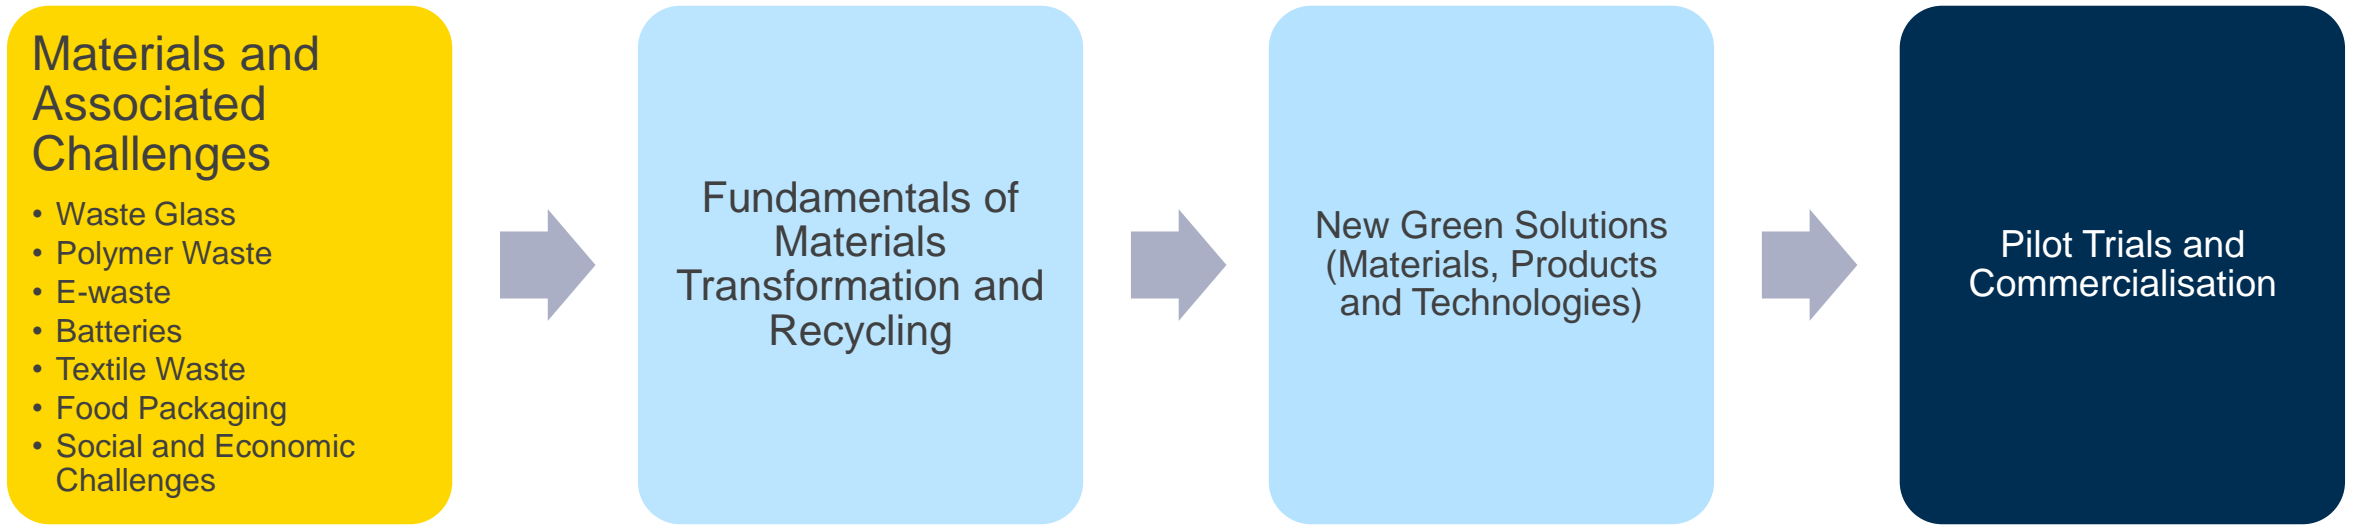 Materials and
Associated
Challenges
• Waste Glass
• Polymer Waste
• E-waste
• Batteries
• Textile Waste
• Food Packaging
• Social and Economic
Challenges
Fundamentals of
Materials
Transformation and
Recycling
New Green Solutions
(Materials, Products
and Technologies)
Pilot Trials and
Commercialisation